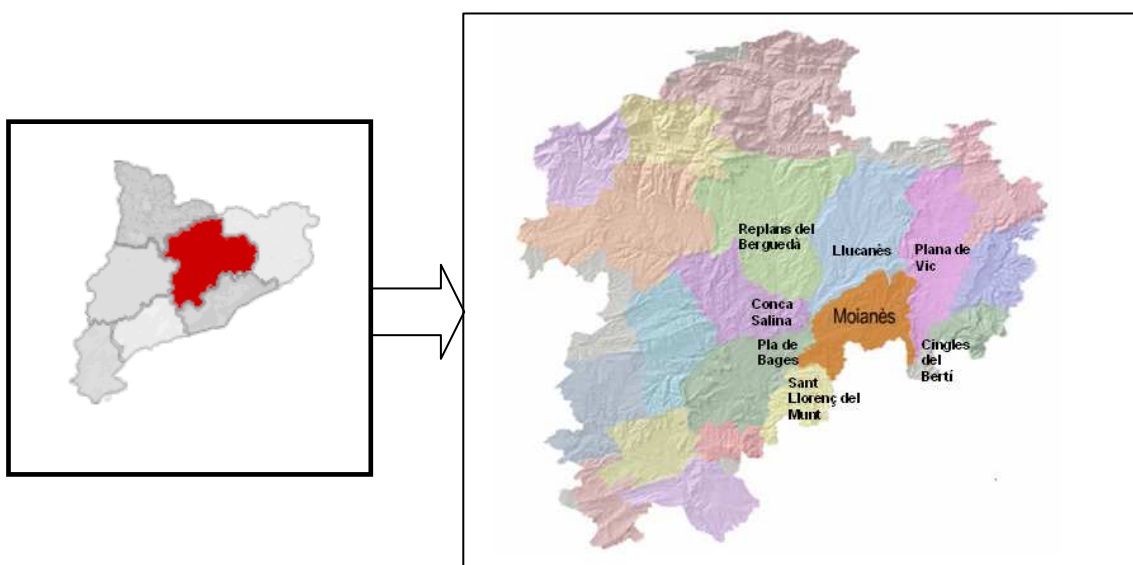 Replans del
Berguedà
Lluçanès
Plana de
Vic
Conca
Salina
Moianès
Pla de
Bages
Cingles
del
Bertí
Sant
Llorenç del
Munt